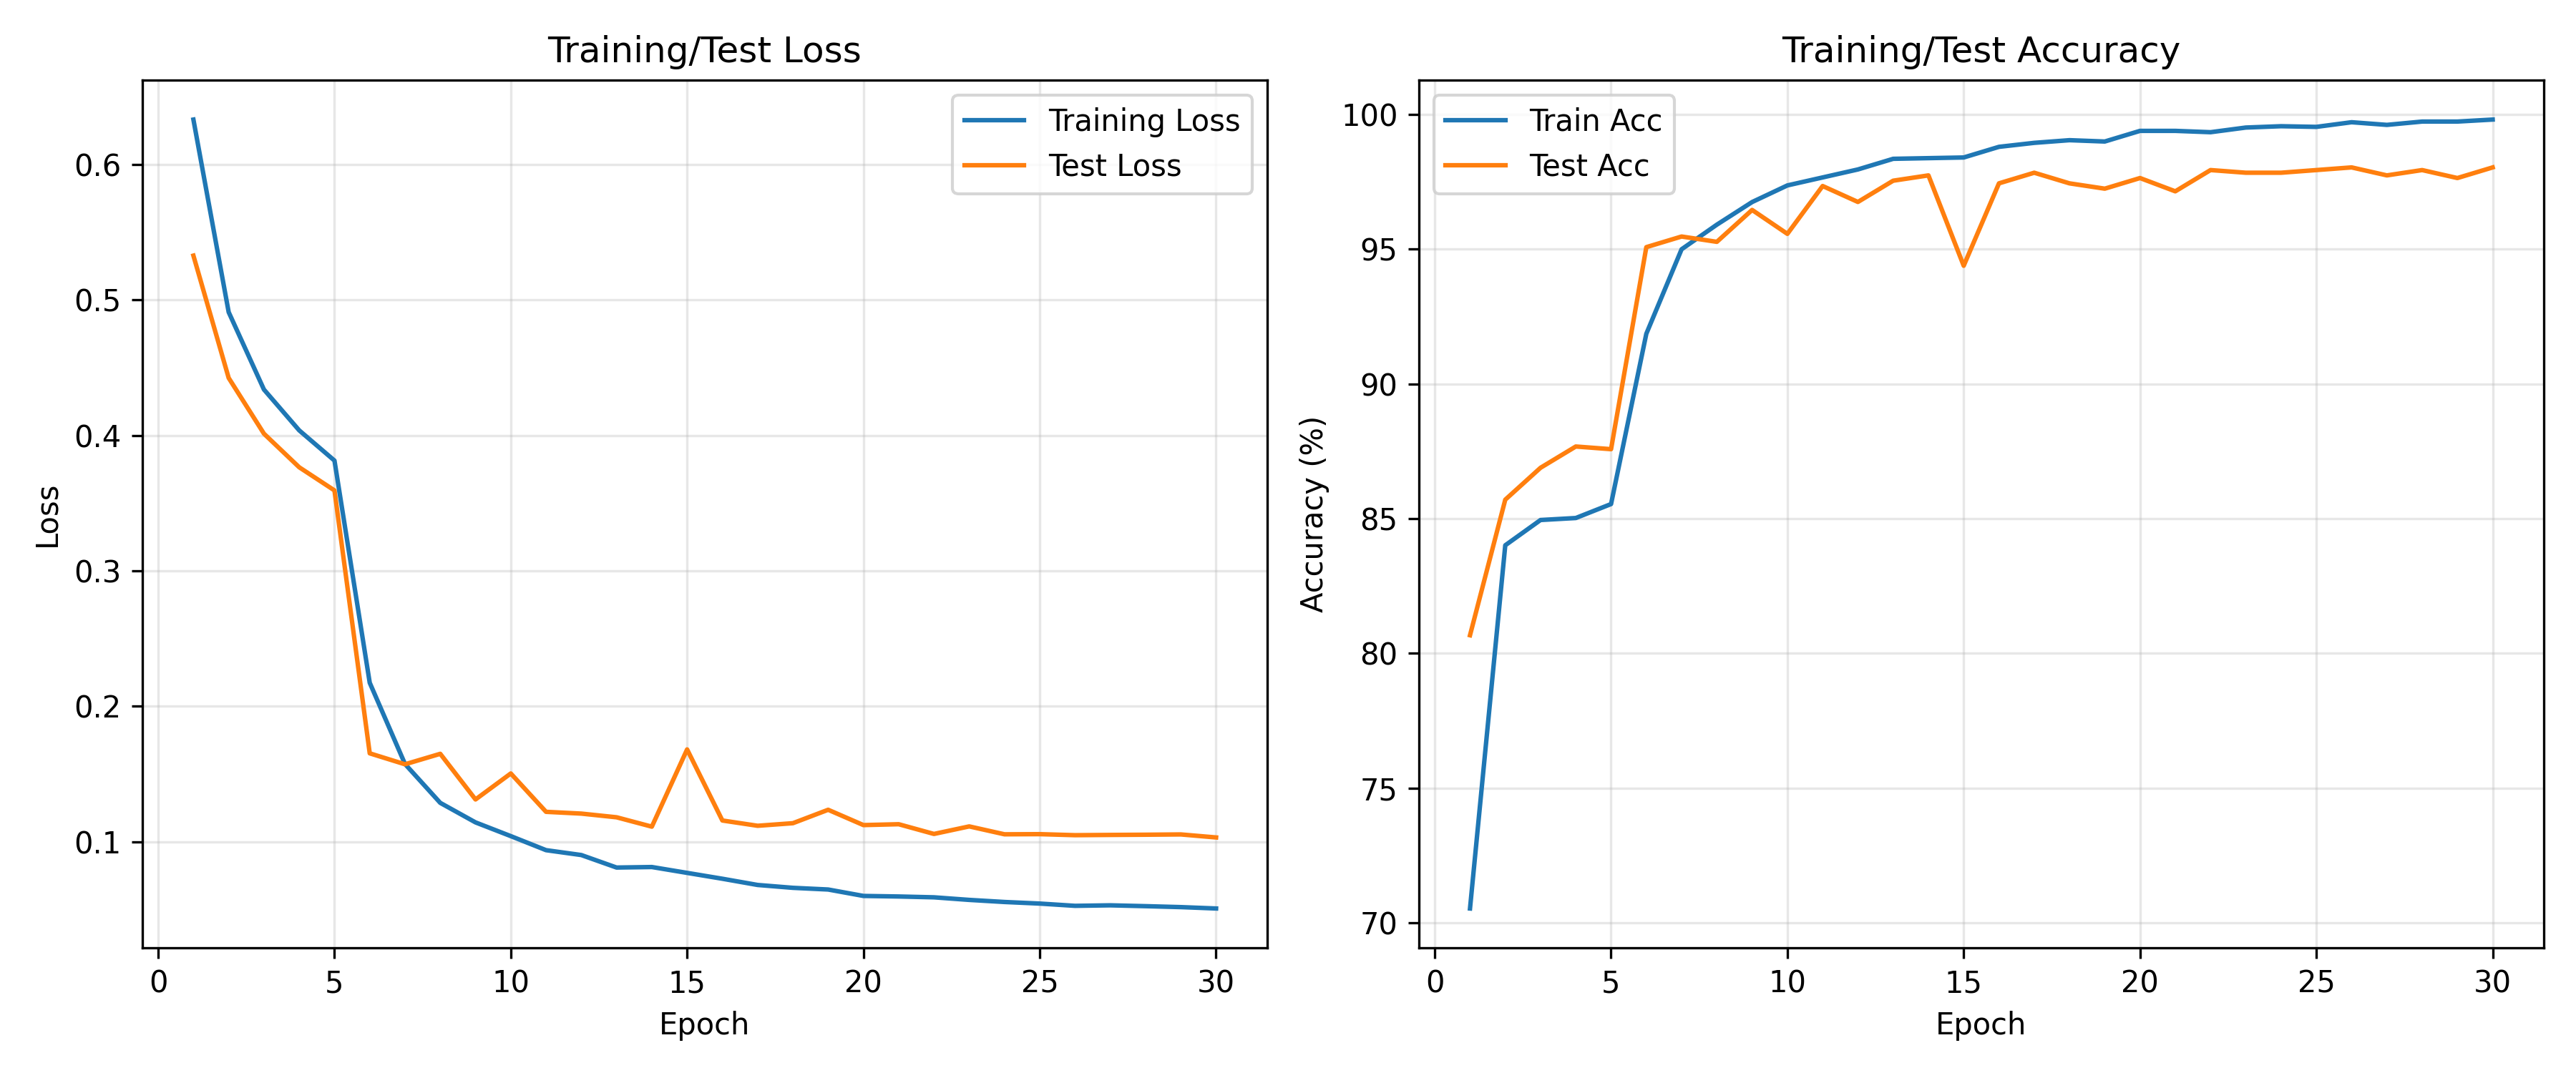 Training/Test Loss
Training Loss
Test Loss
0.6
0.5
0.4
0.3
0.2
0.1
Loss
0 5 10 15 20 25 30
Epoch
Training/Test Accuracy
Train Acc
Test Acc
100
95
90
85
80
75
70
Accuracy (%)
0 5 10 15 20 25 30
Epoch